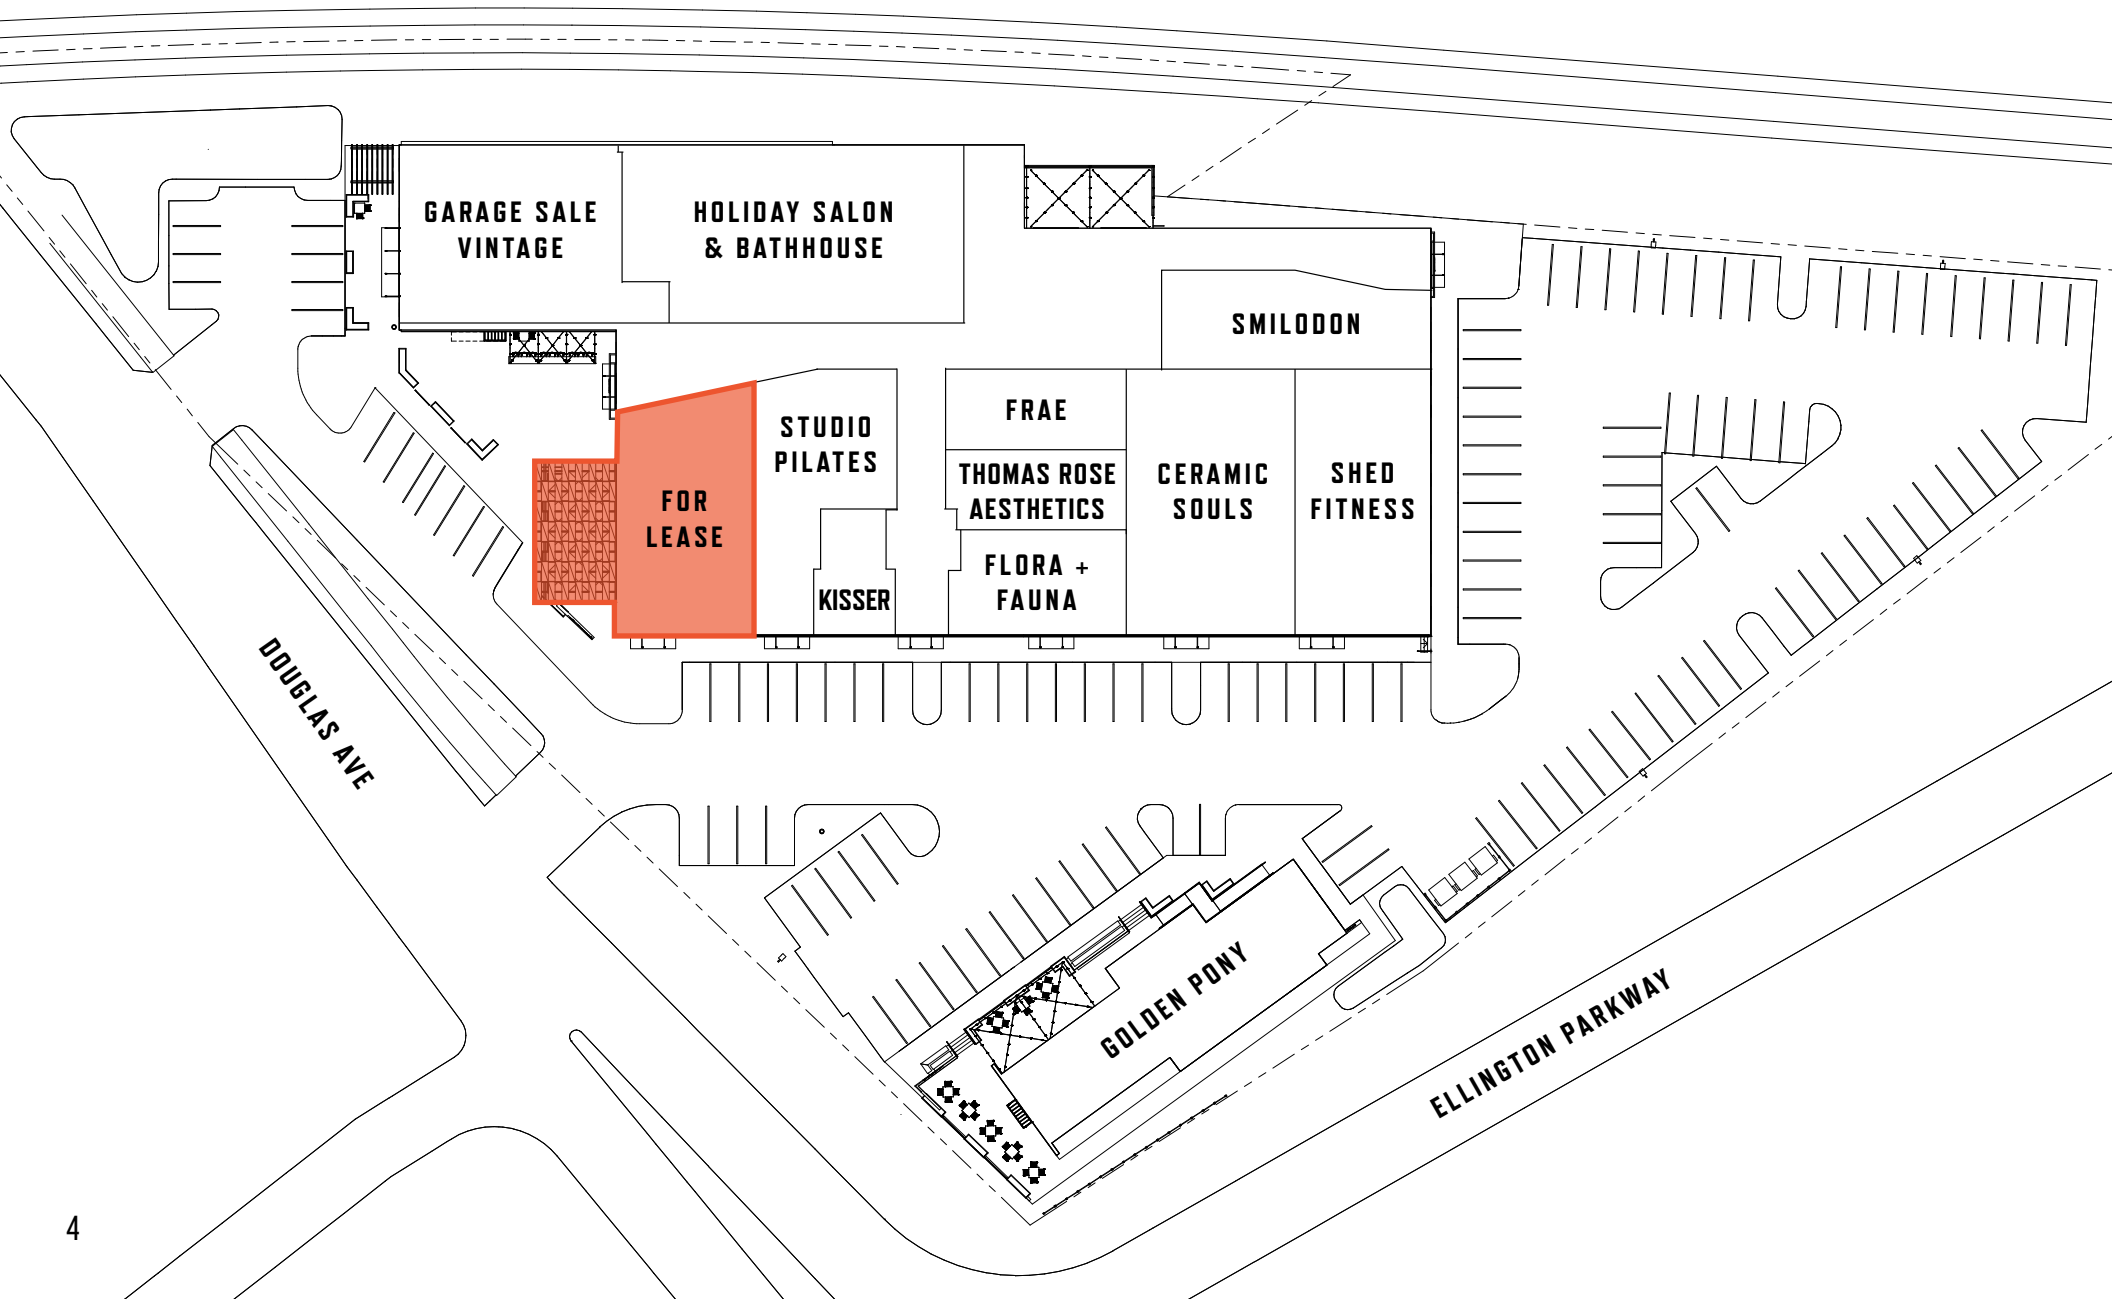 GARAGE SALE
VINTAGE
HOLIDAY SALON
& BATHHOUSE
SMILODON
FOR
LEASE
STUDIO
PILATES
KISSER
FRAE
THOMAS ROSE
AESTHETICS
FLORA +
FAUNA
CERAMIC
SOULS
SHED
FITNESS
DOUGLAS AVE
GOLDEN PONY
ELLINGTON PARKWAY
4